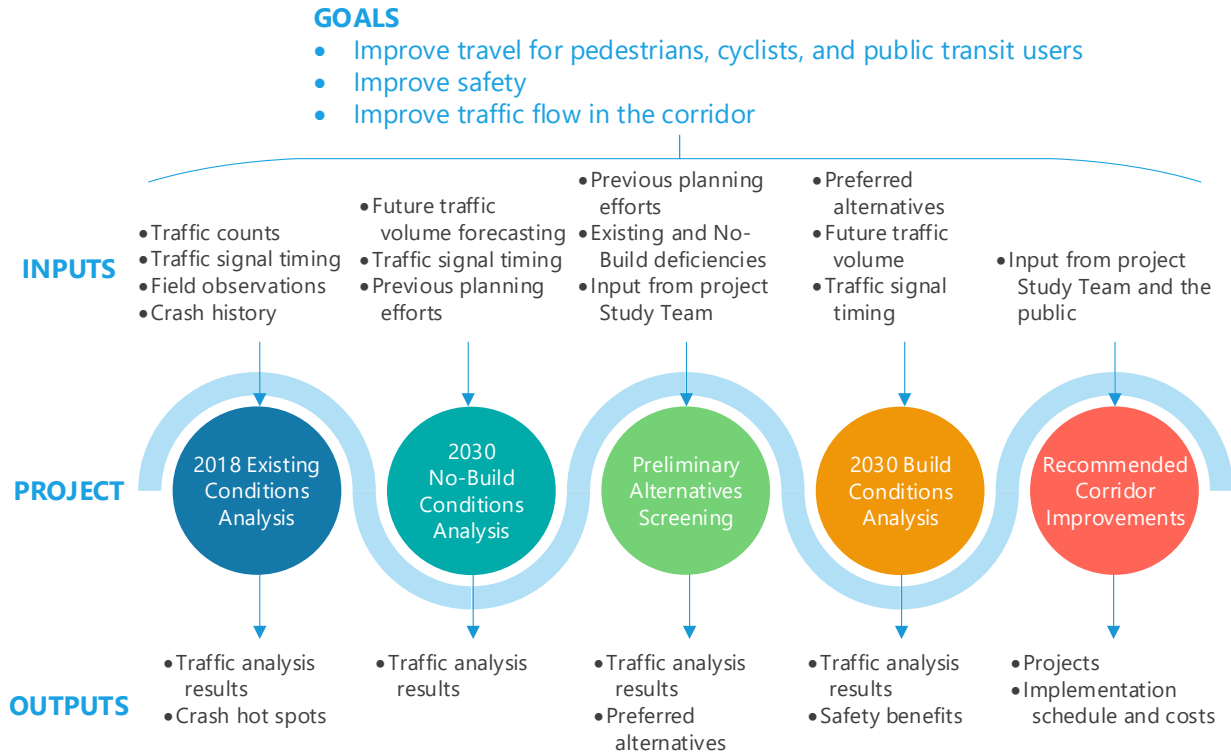 GOALS
• Improve travel for pedestrians, cyclists, and public transit users
• Improve safety
• Improve traffic flow in the corridor
INPUTS
• Traffic counts
• Traffic signal timing
• Field observations
• Crash history
• Future traffic
volume forecasting
• Traffic signal timing
• Previous planning
efforts
• Previous planning
efforts
• Existing and No-
Build deficiencies
• Input from project
Study Team
• Preferred
alternatives
• Future traffic
volume
• Traffic signal
timing
• Input from project
Study Team and the
public
PROJECT
2018 Existing
Conditions
Analysis
2030
No-Build
Conditions
Analysis
Preliminary
Alternatives
Screening
2030 Build
Conditions
Analysis
Recommended
Corridor
Improvements
OUTPUTS
• Traffic analysis
results
• Crash hot spots
• Traffic analysis
results
• Traffic analysis
results
• Preferred
alternatives
• Traffic analysis
results
• Safety benefits
• Projects
• Implementation
schedule and costs